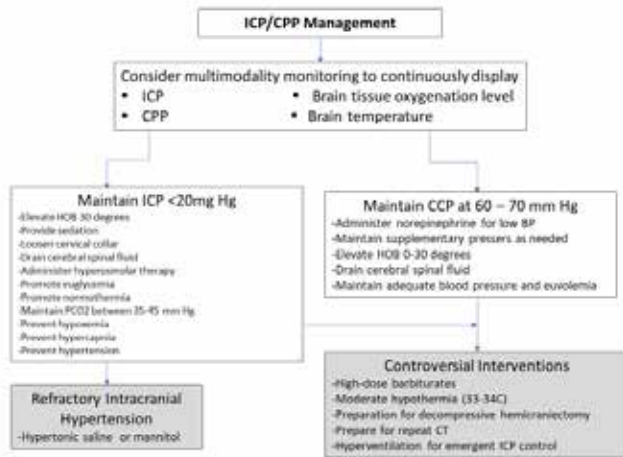 ICP/CPP Management
Consider multimodality monitoring to continuously display
▪ ICP ▪ Brain tissue oxygenation level
▪ CPP ▪ Brain temperature
Maintain ICP <20mg Hg
-Elevate HOB 30 degrees
-Provide sedation
-Loosen cervical collar
-Drain cerebral spinal fluid
-Administer hyperosmolar therapy
-Promote euglycemia
-Promote normothermia
-Maintain PCO2 between 35-45 mm Hg
-Prevent hypoxemia
-Prevent hypercapnia
-Prevent hypertension
Maintain CCP at 60 – 70 mm Hg
-Administer norepinephrine for low BP
-Maintain supplementary pressers as needed
-Elevate HOB 0-30 degrees
-Drain cerebral spinal fluid
-Maintain adequate blood pressure and euvolemia
Refractory Intracranial
Hypertension
-Hypertonic saline or mannitol
Controversial Interventions
-High-dose barbiturates
-Moderate hypothermia (33-34C)
-Preparation for decompressive hemicraniectomy
-Prepare for repeat CT
-Hyperventilation for emergent ICP control